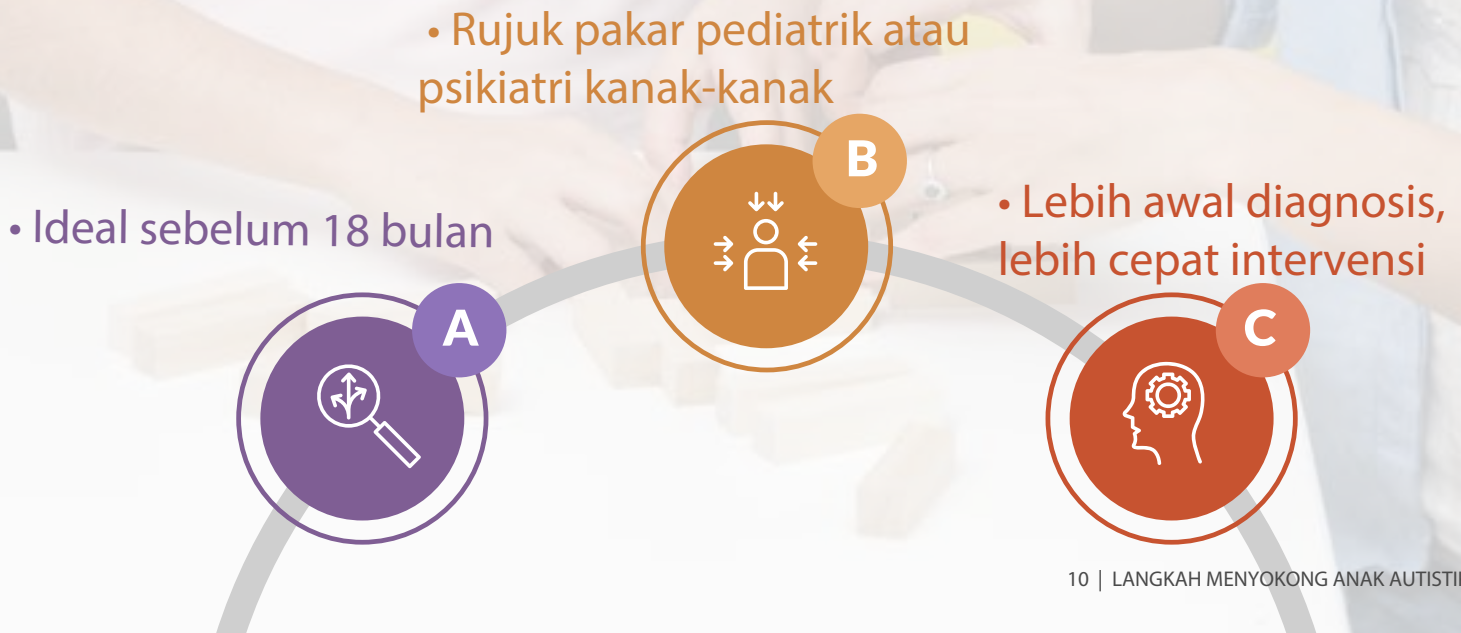 • Rujuk pakar pediatrik atau
psikiatri kanak-kanak
B
• Ideal sebelum 18 bulan
A
• Lebih awal diagnosis,
lebih cepat intervensi
C
10 | LANGKAH MENYOKONG ANAK